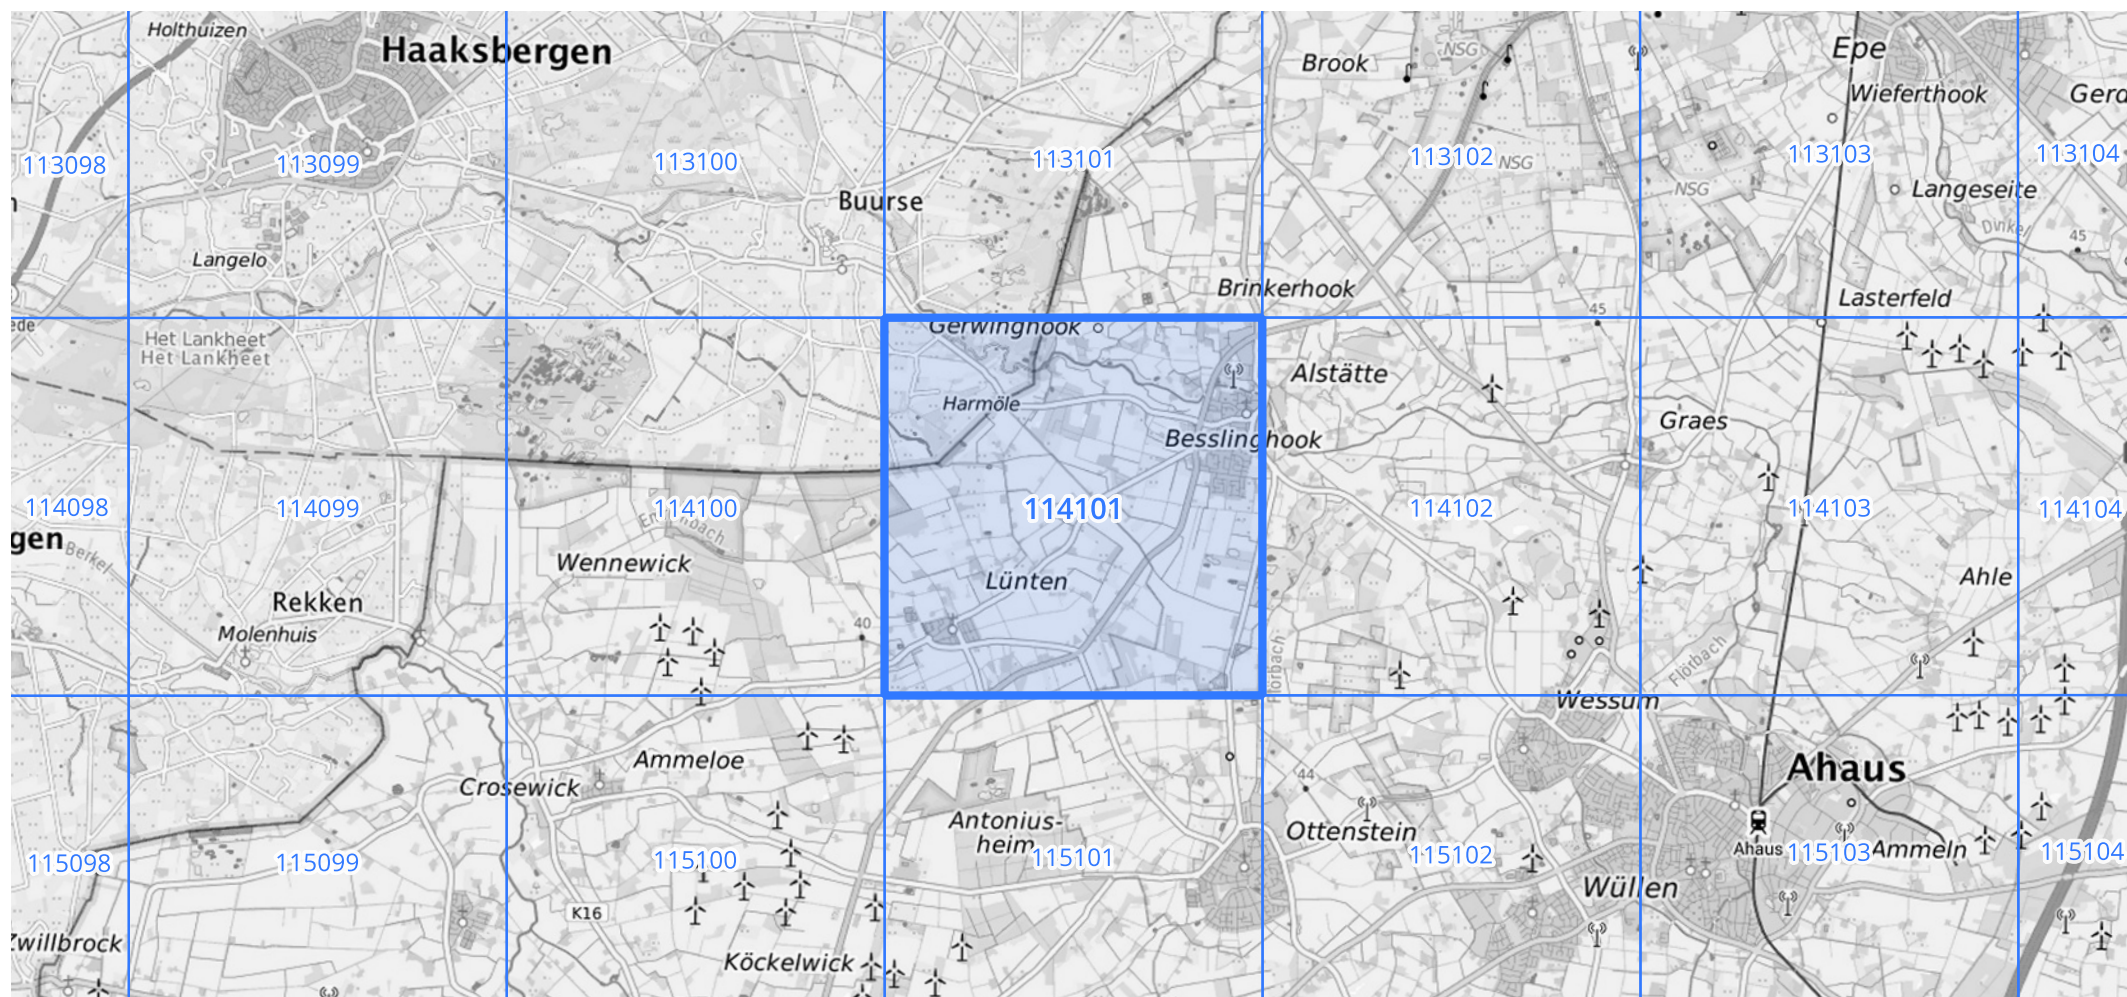 Holthuizen
Haaksbergen
Brook
NSG
Epe
Wieferthook
113098
113099
113100
113101
113102
NSG
113103
113104
NSG
Langeseite
Buurse
Dinkel
45
Langelo
Brinkerhook
Lasterfeld
45
Het Lankheet
Het Lankheet
Gerwinghook
Alstätte
Harmöle
Graes
Besslinghook
114098
114099
114100
114101
114102
114103
114104
gen
Berkel
Wennewick
Lünten
Ahle
Rekken
Molenhuis
40
Flörbach
Flörbach
Wessum
Ammeloe
Crosewick
44
Ahaus
Antonius-
heim
Ottenstein
Ahaus
Ammeln
115098
115099
115100
115101
115102
115103
115104
Wüllen
K16
Zwillbrock
Köckelwick